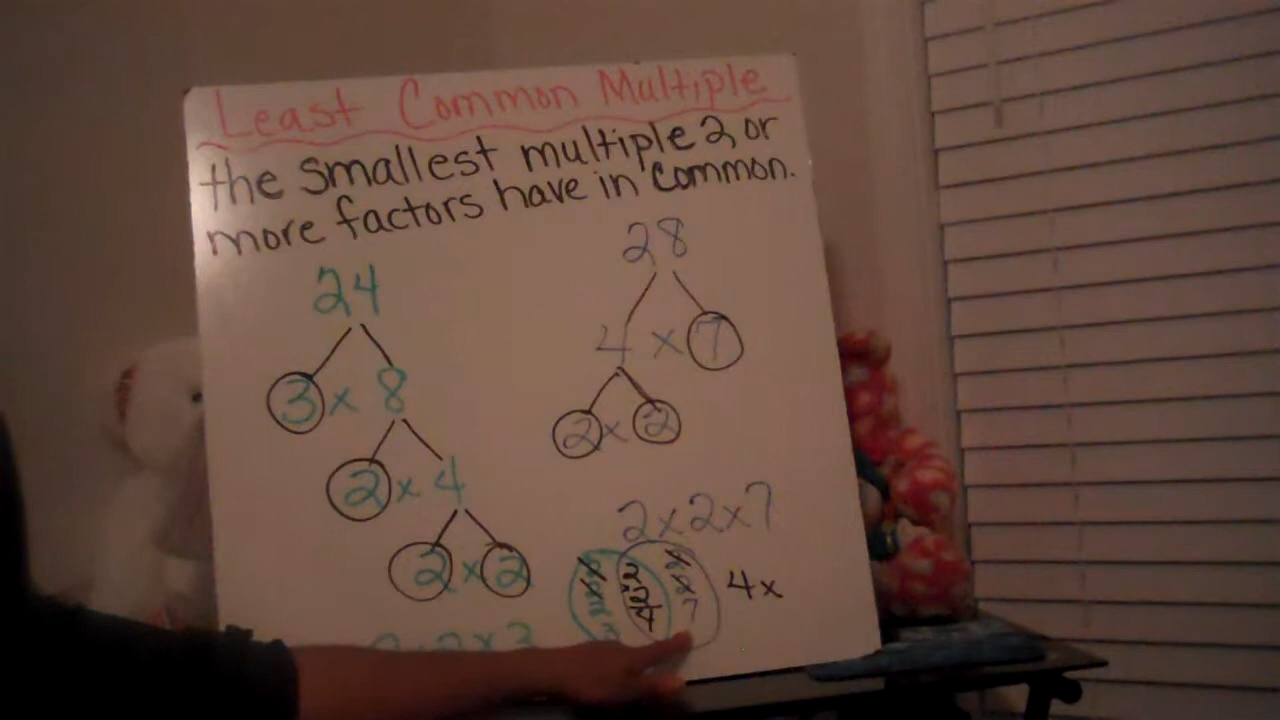 Least Common Multiple
the smallest multiple 2 or
more factors have in common.
28
24
4 x 7
3 x 8
2 x 2
2 x 4
2 x 2 x 7
2 x 2
4 x